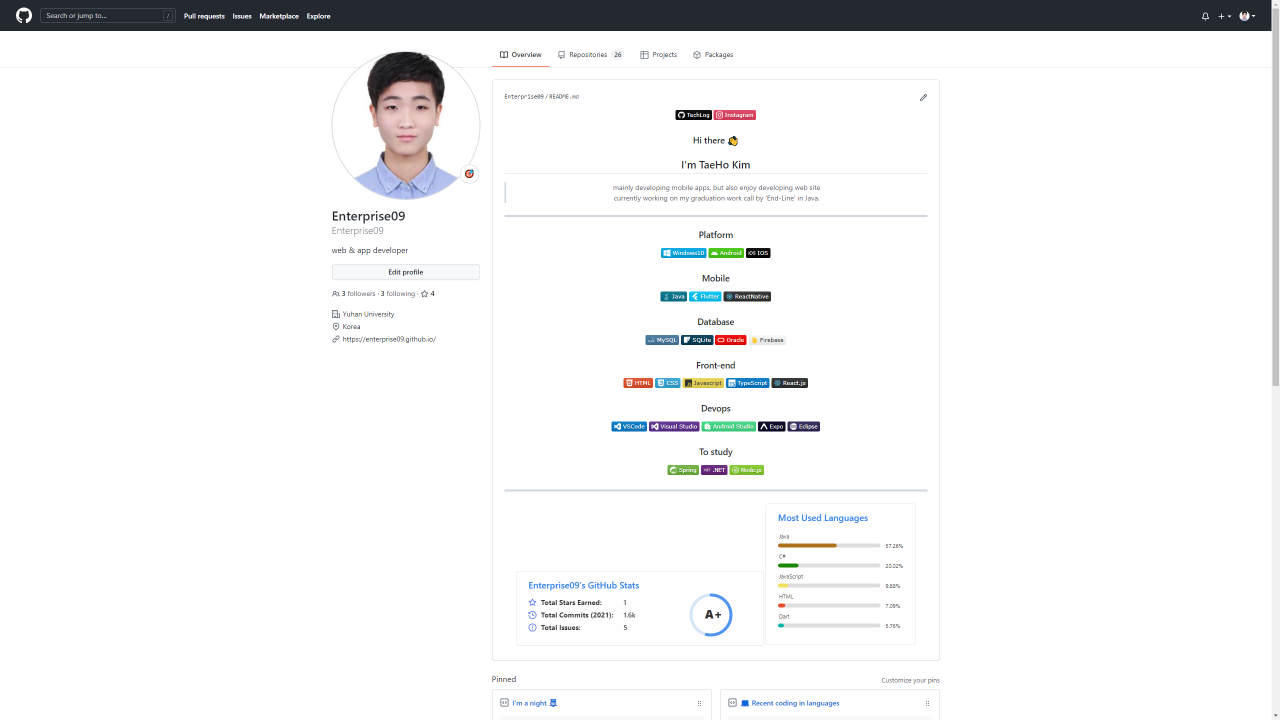 Search or jump to...
/
Pull requests
Issues
Marketplace
Explore
Overview
Repositories 26
Projects
Packages
Enterprise09
Enterprise09
web & app developer
Edit profile
3 followers · 3 following · 4
Yuhan University
Korea
https://enterprise09.github.io/
Enterprise09 / README.md
TechLog Instagram
Hi there
I'm TaeHo Kim
mainly developing mobile apps, but also enjoy developing web site
currently working on my graduation work call by 'End-Line' in Java.
Platform
Windows10 Android iOS IOS
Mobile
Java Flutter ReactNative
Database
MySQL SQLite Oracle Firebase
Front-end
HTML CSS Javascript TypeScript React.js
Devops
VSCode Visual Studio Android Studio Expo Eclipse
To study
Spring .NET Node.js
Enterprise09's GitHub Stats
Total Stars Earned: 1
Total Commits (2021): 1.6k
Total Issues: 5
A+
Most Used Languages
Java
57.26%
C#
20.02%
JavaScript
9.88%
HTML
7.09%
Dart
5.76%
Pinned
Customize your pins
I'm a night
Recent coding in languages